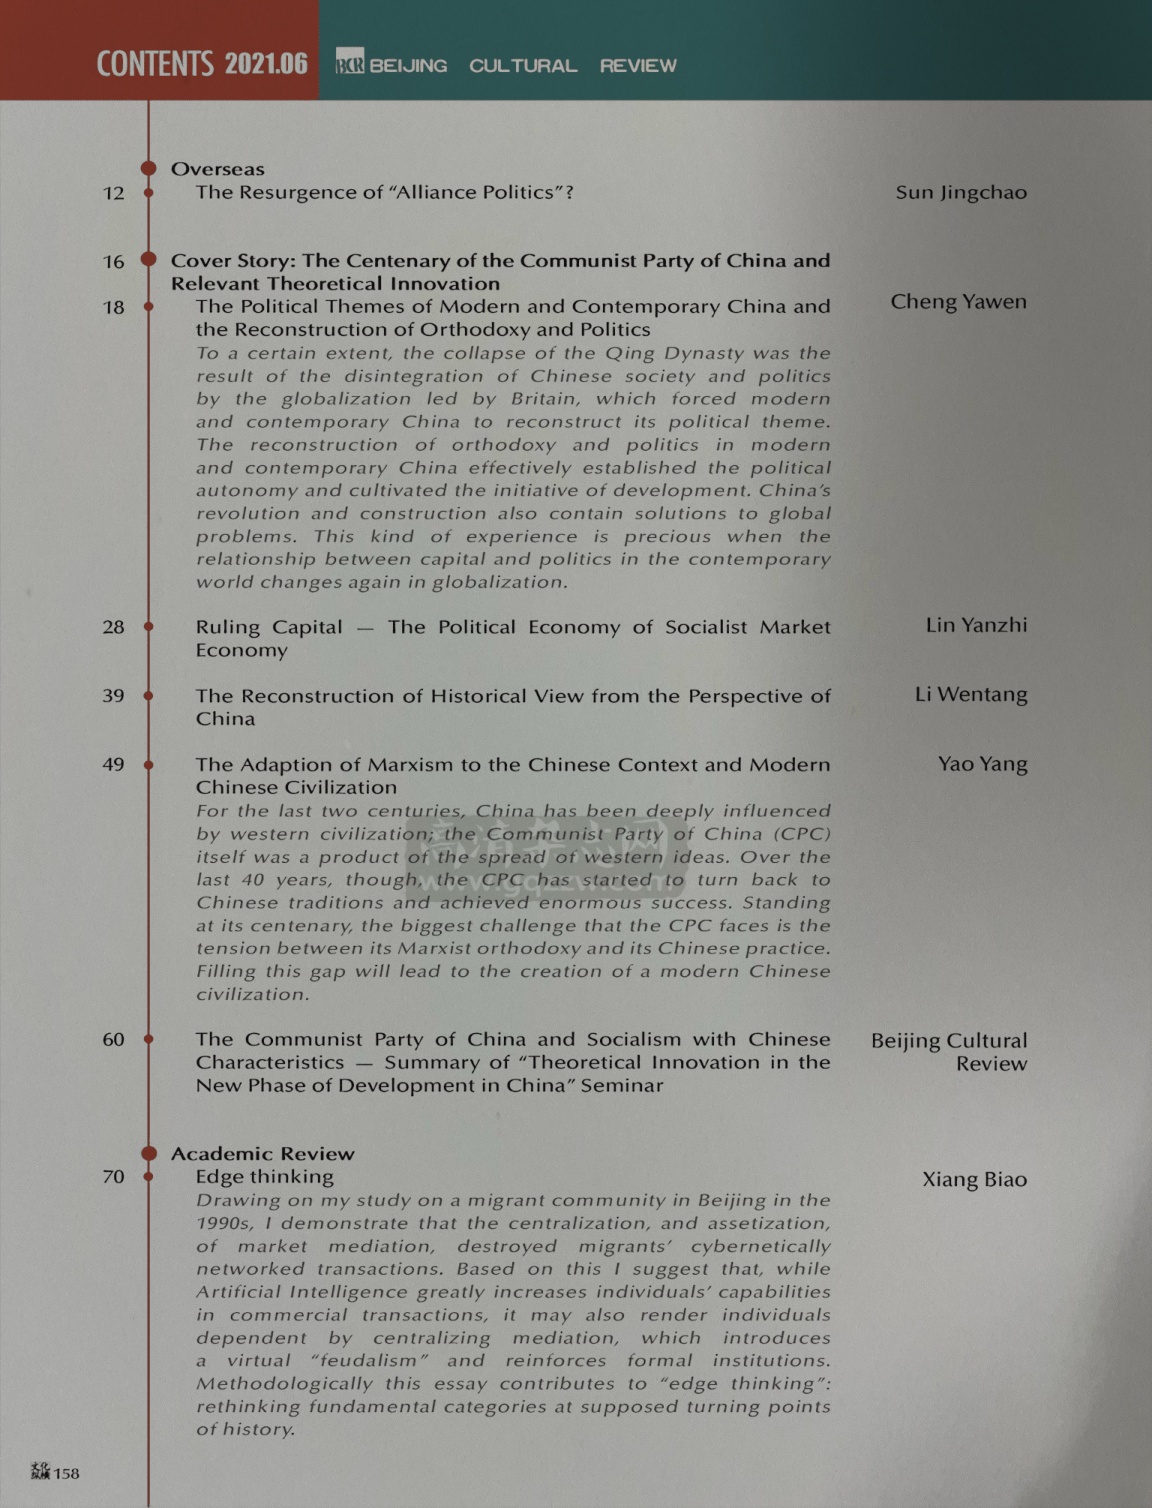 CONTENTS 2021.06
BCR BEIJING CULTURAL REVIEW
Overseas
12 The Resurgence of “Alliance Politics”? Sun Jingchao
16 Cover Story: The Centenary of the Communist Party of China and
Relevant Theoretical Innovation
18 The Political Themes of Modern and Contemporary China and Cheng Yawen
the Reconstruction of Orthodoxy and Politics
To a certain extent, the collapse of the Qing Dynasty was the
result of the disintegration of Chinese society and politics
by the globalization led by Britain, which forced modern
and contemporary China to reconstruct its political theme.
The reconstruction of orthodoxy and politics in modern
and contemporary China effectively established the political
autonomy and cultivated the initiative of development. China’s
revolution and construction also contain solutions to global
problems. This kind of experience is precious when the
relationship between capital and politics in the contemporary
world changes again in globalization.
28 Ruling Capital — The Political Economy of Socialist Market Lin Yanzhi
Economy
39 The Reconstruction of Historical View from the Perspective of Li Wentang
China
49 The Adaption of Marxism to the Chinese Context and Modern Yao Yang
Chinese Civilization
For the last two centuries, China has been deeply influenced
by western civilization; the Communist Party of China (CPC)
itself was a product of the spread of western ideas. Over the
last 40 years, though, the CPC has started to turn back to
Chinese traditions and achieved enormous success. Standing
at its centenary, the biggest challenge that the CPC faces is the
tension between its Marxist orthodoxy and its Chinese practice.
Filling this gap will lead to the creation of a modern Chinese
civilization.
高清杂志网
www.gqzzw.com
60 The Communist Party of China and Socialism with Chinese Beijing Cultural
Characteristics — Summary of “Theoretical Innovation in the Review
New Phase of Development in China” Seminar
Academic Review
70 Edge thinking Xiang Biao
Drawing on my study on a migrant community in Beijing in the
1990s, I demonstrate that the centralization, and assetization,
of market mediation, destroyed migrants’ cybernetically
networked transactions. Based on this I suggest that, while
Artificial Intelligence greatly increases individuals’ capabilities
in commercial transactions, it may also render individuals
dependent by centralizing mediation, which introduces
a virtual “feudalism” and reinforces formal institutions.
Methodologically this essay contributes to “edge thinking”:
rethinking fundamental categories at supposed turning points
of history.
文化
纵横 158